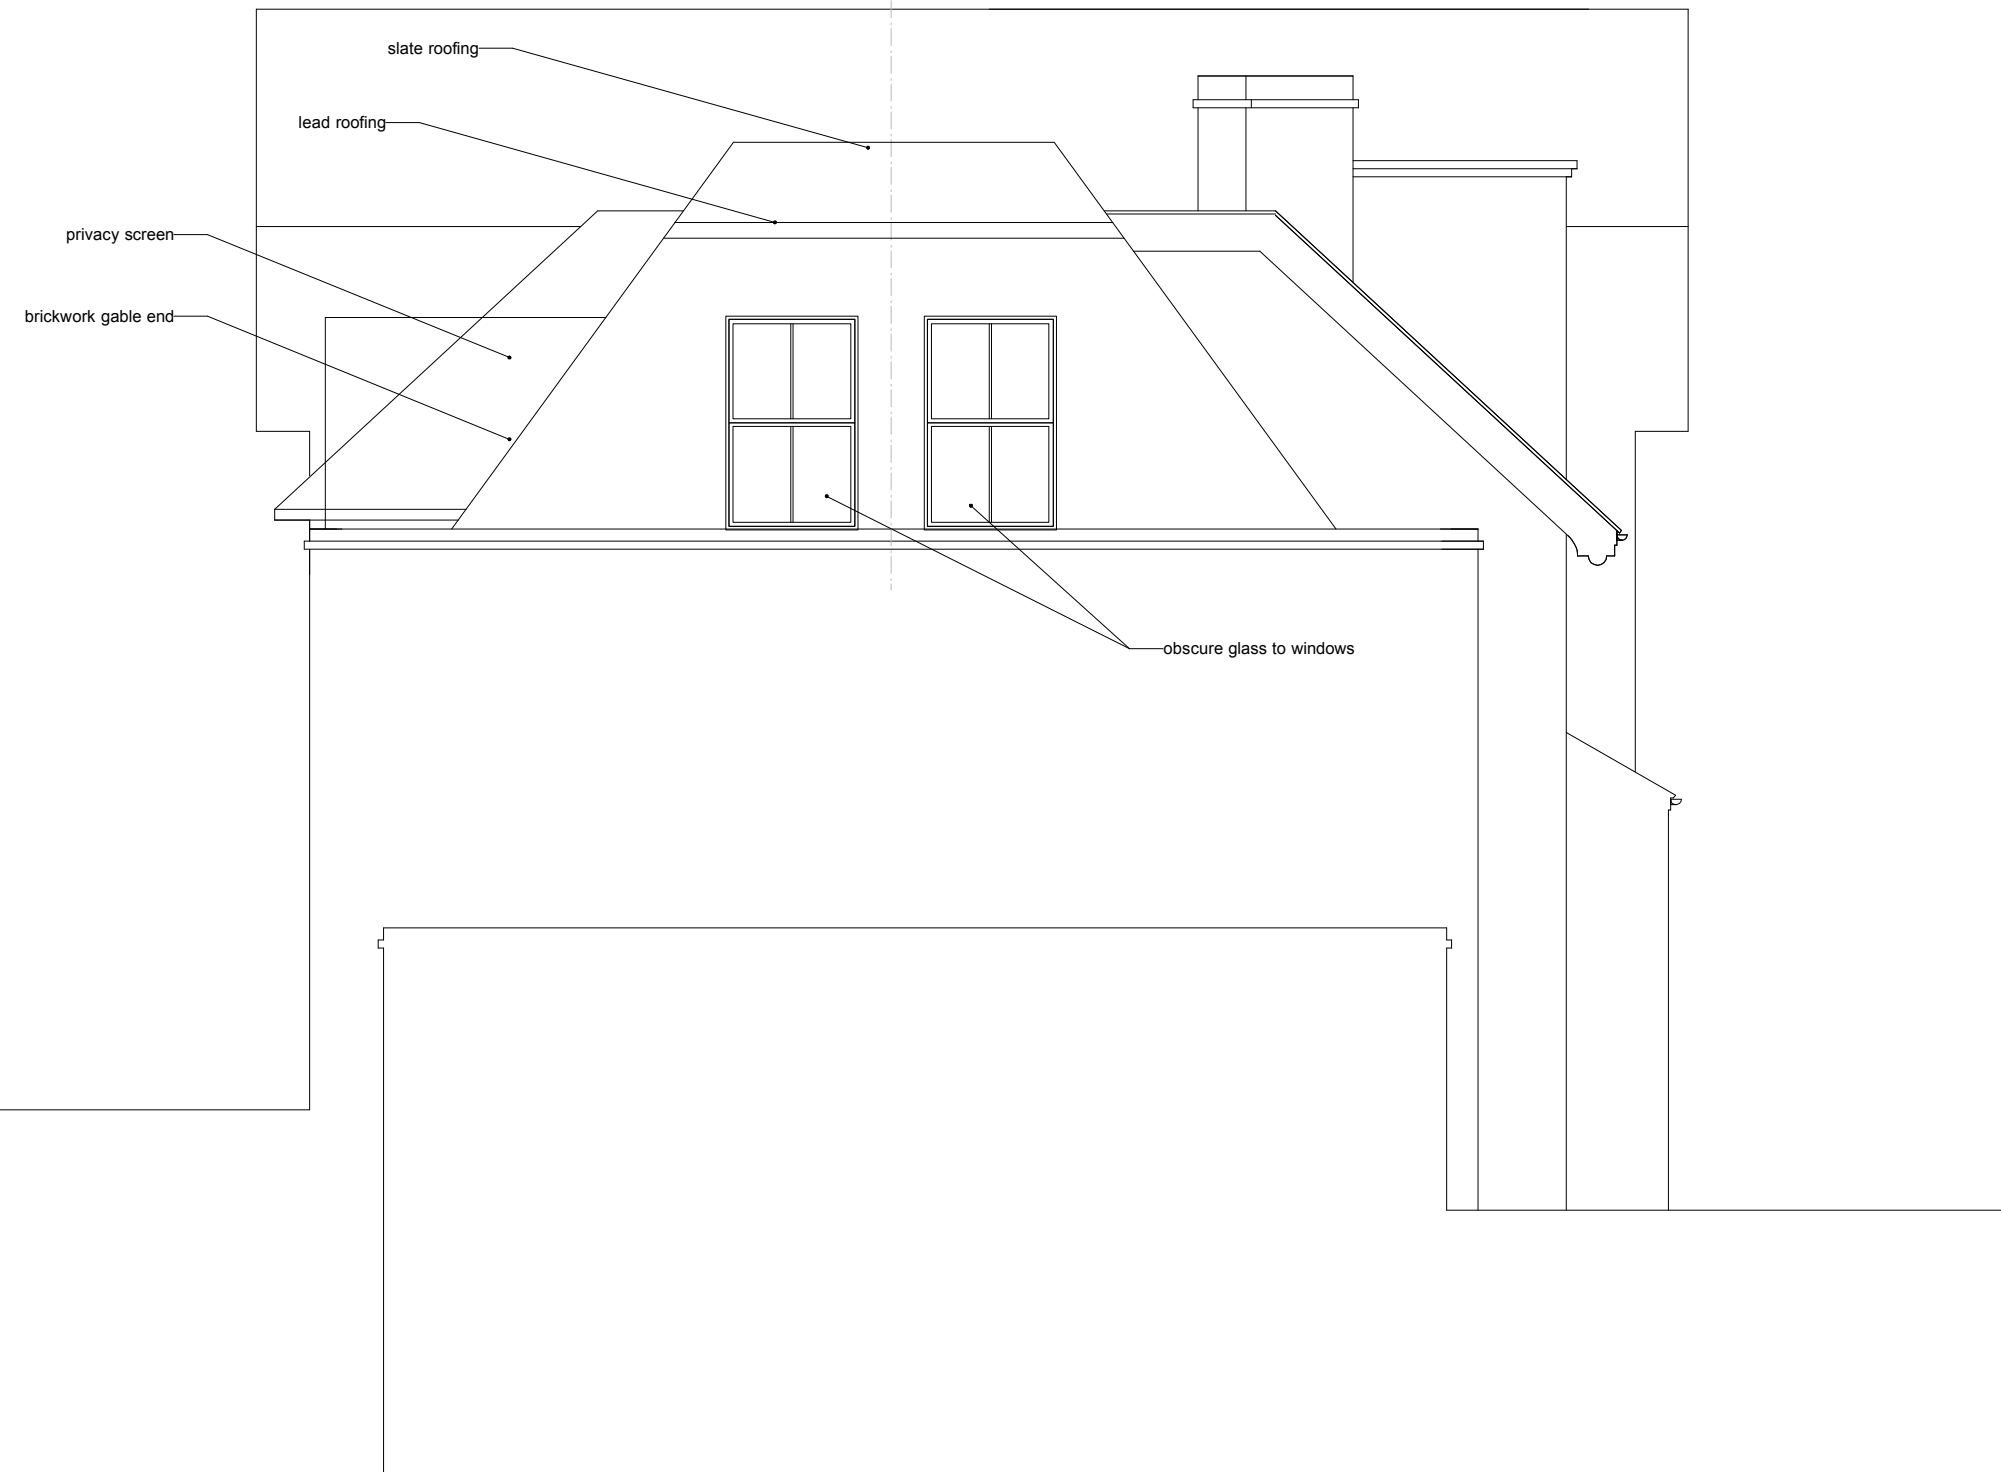 slate roofing
lead roofing
privacy screen
brickwork gable end
obscure glass to windows